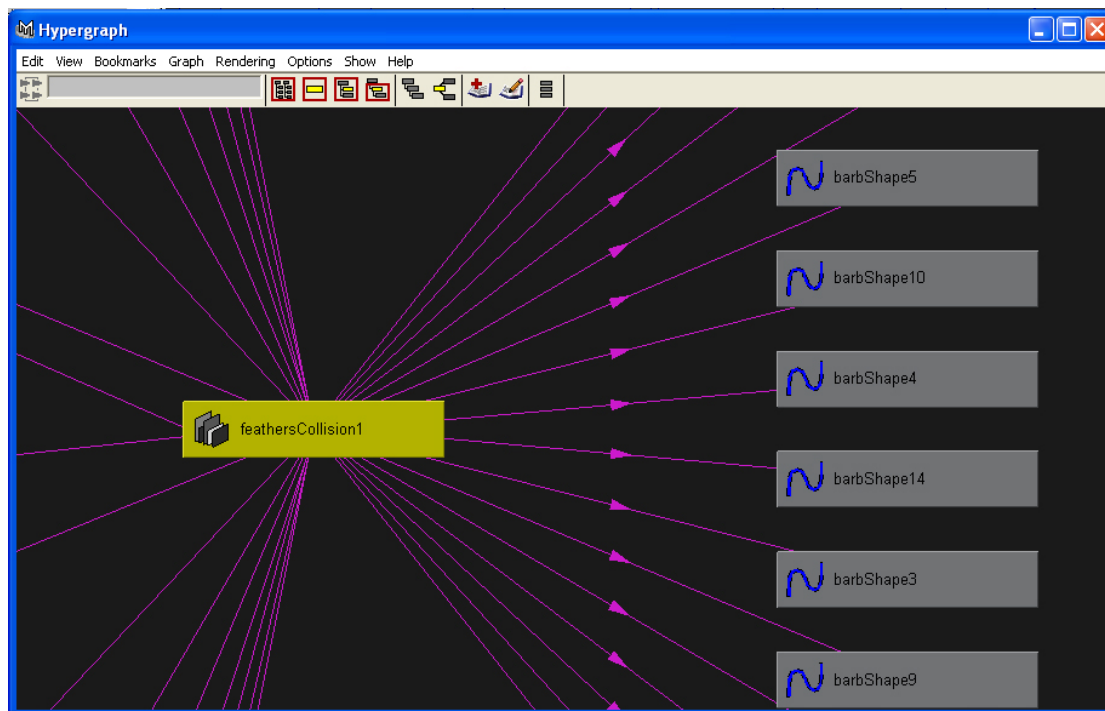 Hypergraph
Edit View Bookmarks Graph Rendering Options Show Help
barbShape5
barbShape10
barbShape4
feathersCollision1
barbShape14
barbShape3
barbShape9